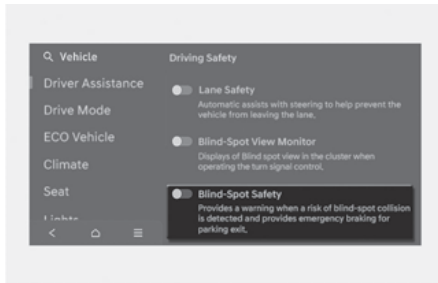 Vehicle
Driving Safety
Driver Assistance
Drive Mode
ECO Vehicle
Climate
Seat
Lights
Lane Safety
Automatic assists with steering to help prevent the
vehicle from leaving the lane.
Blind-Spot View Monitor
Displays of Blind spot view in the cluster when
operating the turn signal control.
Blind-Spot Safety
Provides a warning when a risk of blind-spot collision
is detected and provides emergency braking for
parking exit.